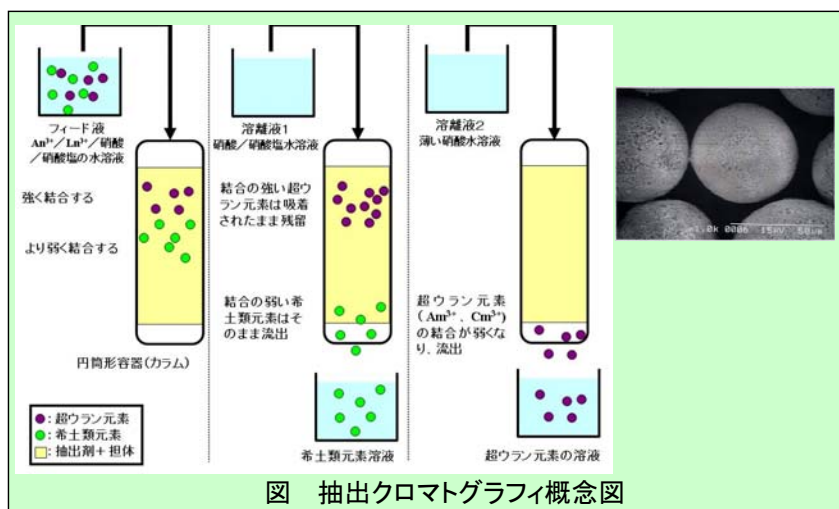 フィード液
An³⁺／Ln³⁺／硝酸
／硝酸塩の水溶液
強く結合する
より弱く結合する
円筒形容器(カラム)
●:超ウラン元素
●:希土類元素
□:抽出剤+担体
溶離液1
硝酸／硝酸塩水溶液
結合の強い超ウ
ラン元素は吸着
されたまま残留
結合の弱い希
土類元素はそ
のまま流出
希土類元素溶液
溶離液2
薄い硝酸水溶液
超ウラン元素
(Am³⁺．Cm³⁺)
の結合が弱くな
り．流出
超ウラン元素の溶液
1.0k 0006 15kV 50μm
図　抽出クロマトグラフィ概念図